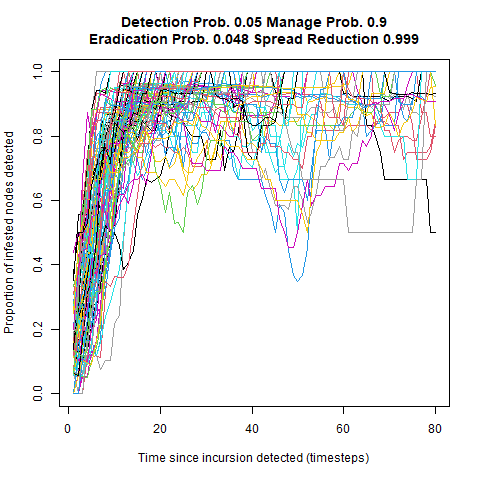 Detection Prob. 0.05 Manage Prob. 0.9
Eradication Prob. 0.048 Spread Reduction 0.999
Proportion of infested nodes detected
1.0
0.8
0.6
0.4
0.2
0.0
0 20 40 60 80
Time since incursion detected (timesteps)